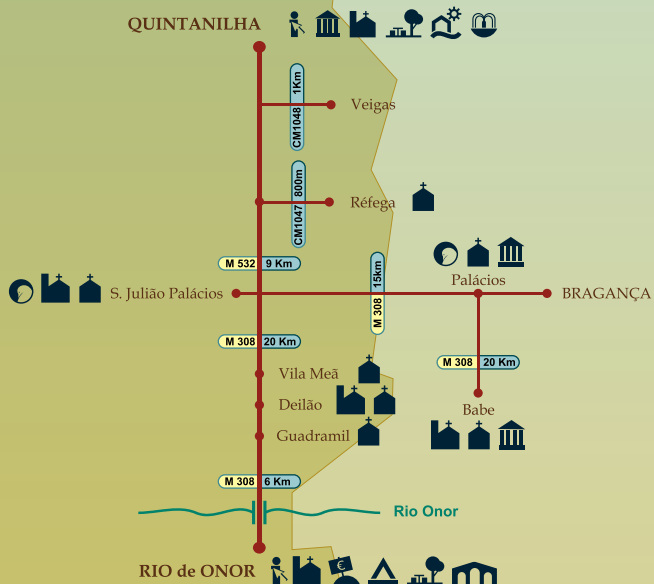 QUINTANILHA
CM1048 1Km
Veigas
CM1047 800m
Réfega
M 532 9 Km
M 308 15km
Palácios
S. Julião Palácios
BRAGANÇA
M 308 20 Km
M 308 20 Km
Vila Meã
Deilão
Babe
Guadramil
M 308 6 Km
Rio Onor
RIO de ONOR
€